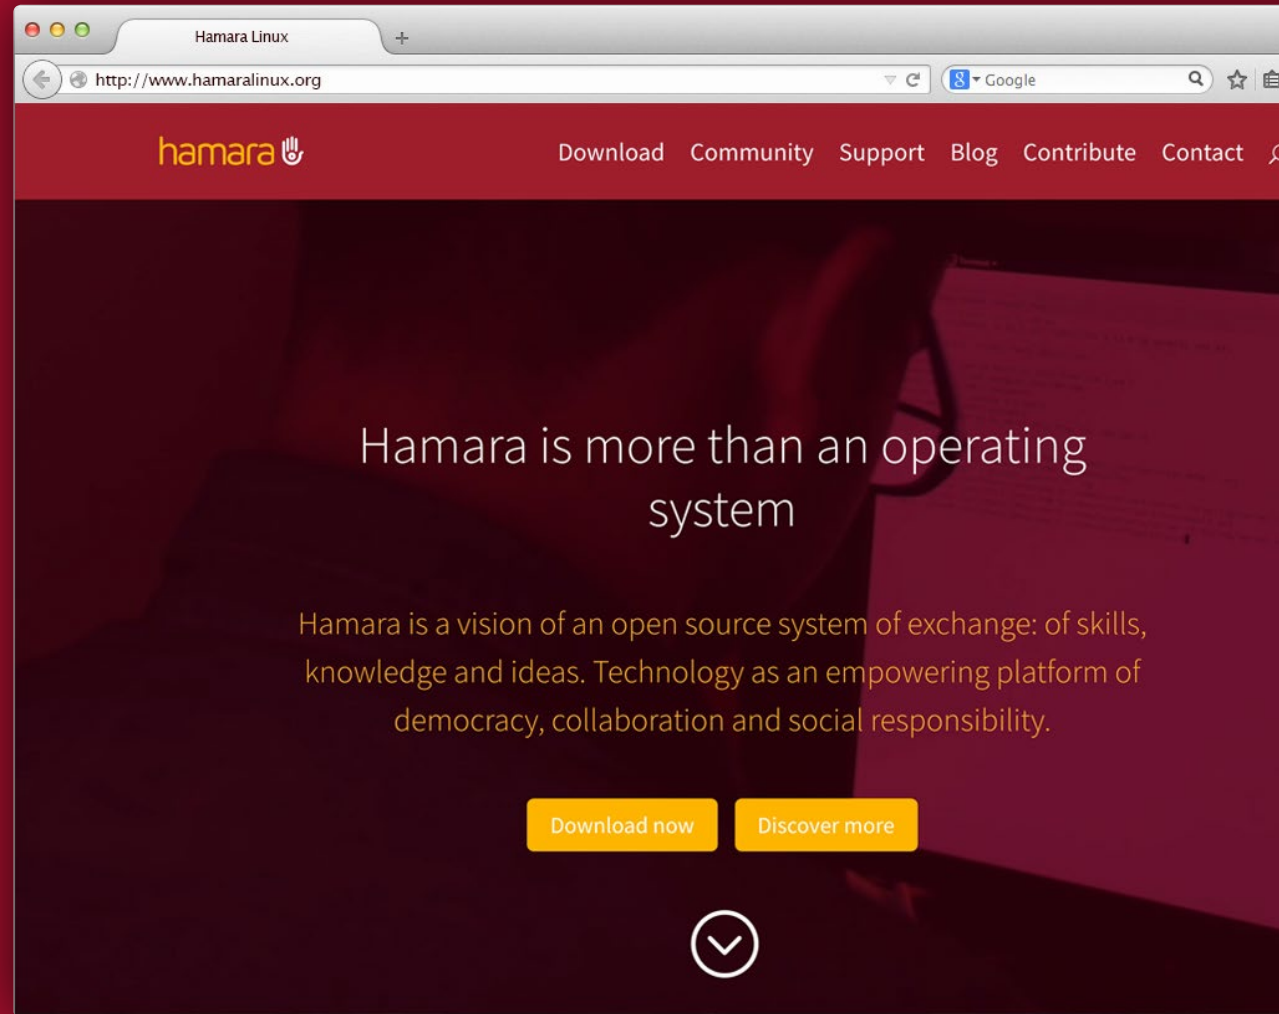 Hamara Linux
http://www.hamaralinux.org
Google
hamara
Download Community Support Blog Contribute Contact
Hamara is more than an operating
system
Hamara is a vision of an open source system of exchange: of skills,
knowledge and ideas. Technology as an empowering platform of
democracy, collaboration and social responsibility.
Download now Discover more